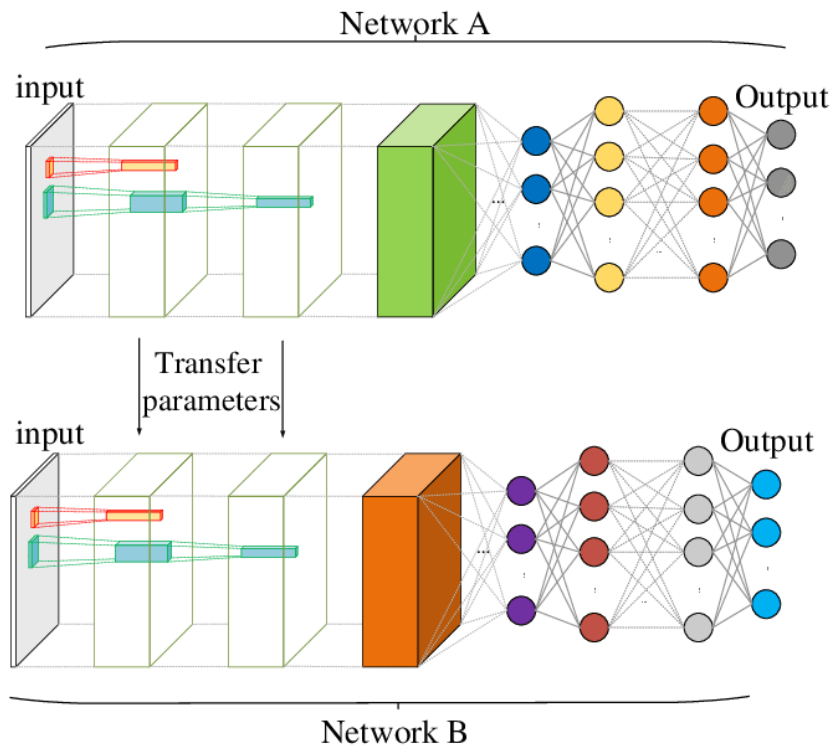 Network A
input
Output
...
Transfer
parameters
input
Output
...
Network B